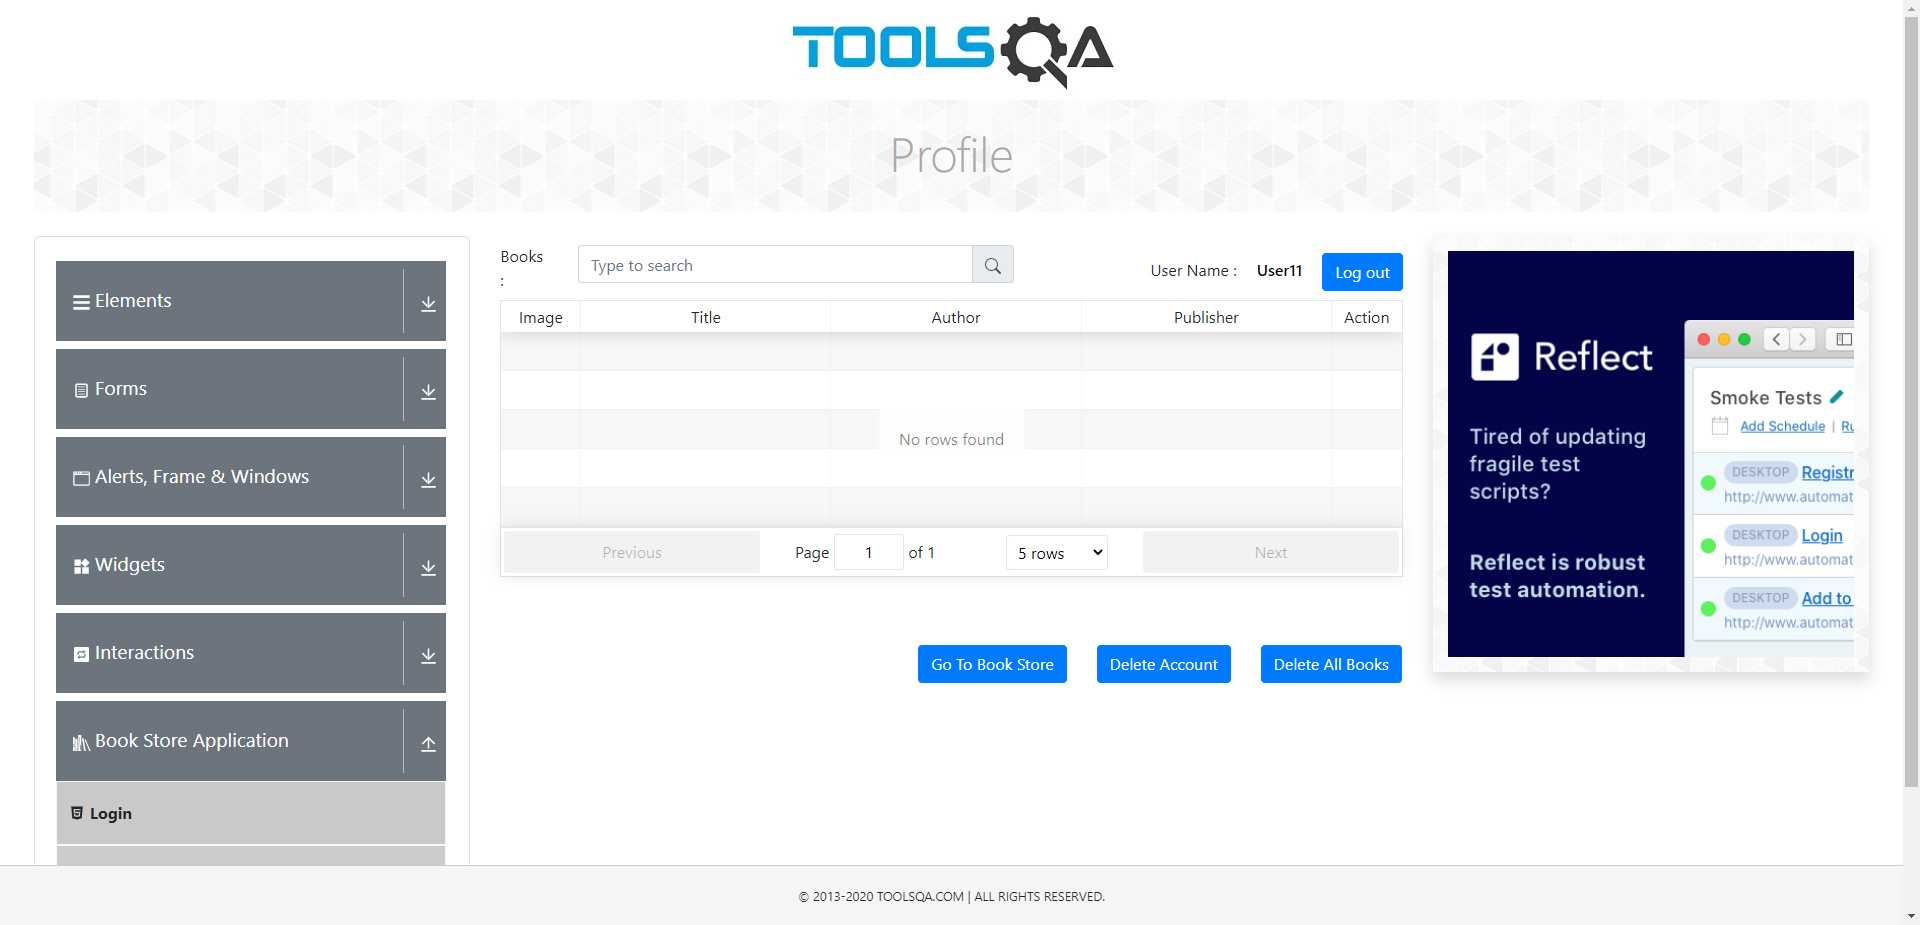 TOOLSQA
Profile
Elements
Forms
Alerts, Frame & Windows
Widgets
Interactions
Book Store Application
Login
Books
:
Type to search
User Name : User11 Log out
Image Title Author Publisher Action
No rows found
Previous Page 1 of 1 5 rows Next
Go To Book Store Delete Account Delete All Books
Reflect
Tired of updating
fragile test
scripts?
Reflect is robust
test automation.
Smoke Tests
Add Schedule | Ru
DESKTOP Registr
http://www.automat
DESKTOP Login
http://www.automat
DESKTOP Add to
http://www.automat
© 2013-2020 TOOLSQA.COM | ALL RIGHTS RESERVED.